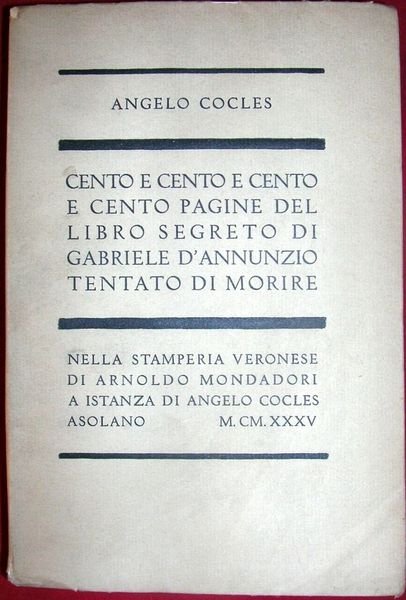 ANGELO COCLES
CENTO E CENTO E CENTO
E CENTO PAGINE DEL
LIBRO SEGRETO DI
GABRIELE D'ANNUNZIO
TENTATO DI MORIRE
NELLA STAMPERIA VERONESE
DI ARNOLDO MONDADORI
A ISTANZA DI ANGELO COCLES
ASOLANO M.CM.XXXV